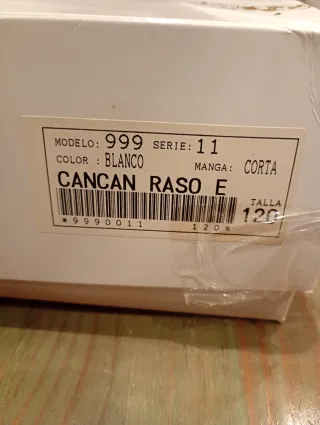 MODELO: 999 SERIE: 11
COLOR : BLANCO MANGA: CORTA
CANCAN RASO E
TALLA
120
*9990011 120*